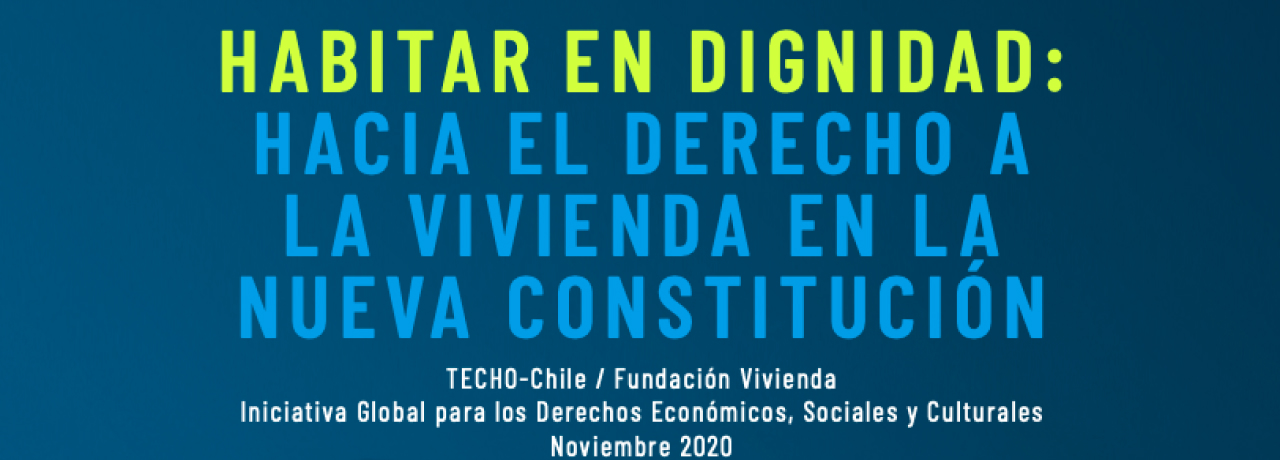 HABITAR EN DIGNIDAD:
HACIA EL DERECHO A
LA VIVIENDA EN LA
NUEVA CONSTITUCIÓN
TECHO-Chile / Fundación Vivienda
Iniciativa Global para los Derechos Económicos, Sociales y Culturales
Noviembre 2020